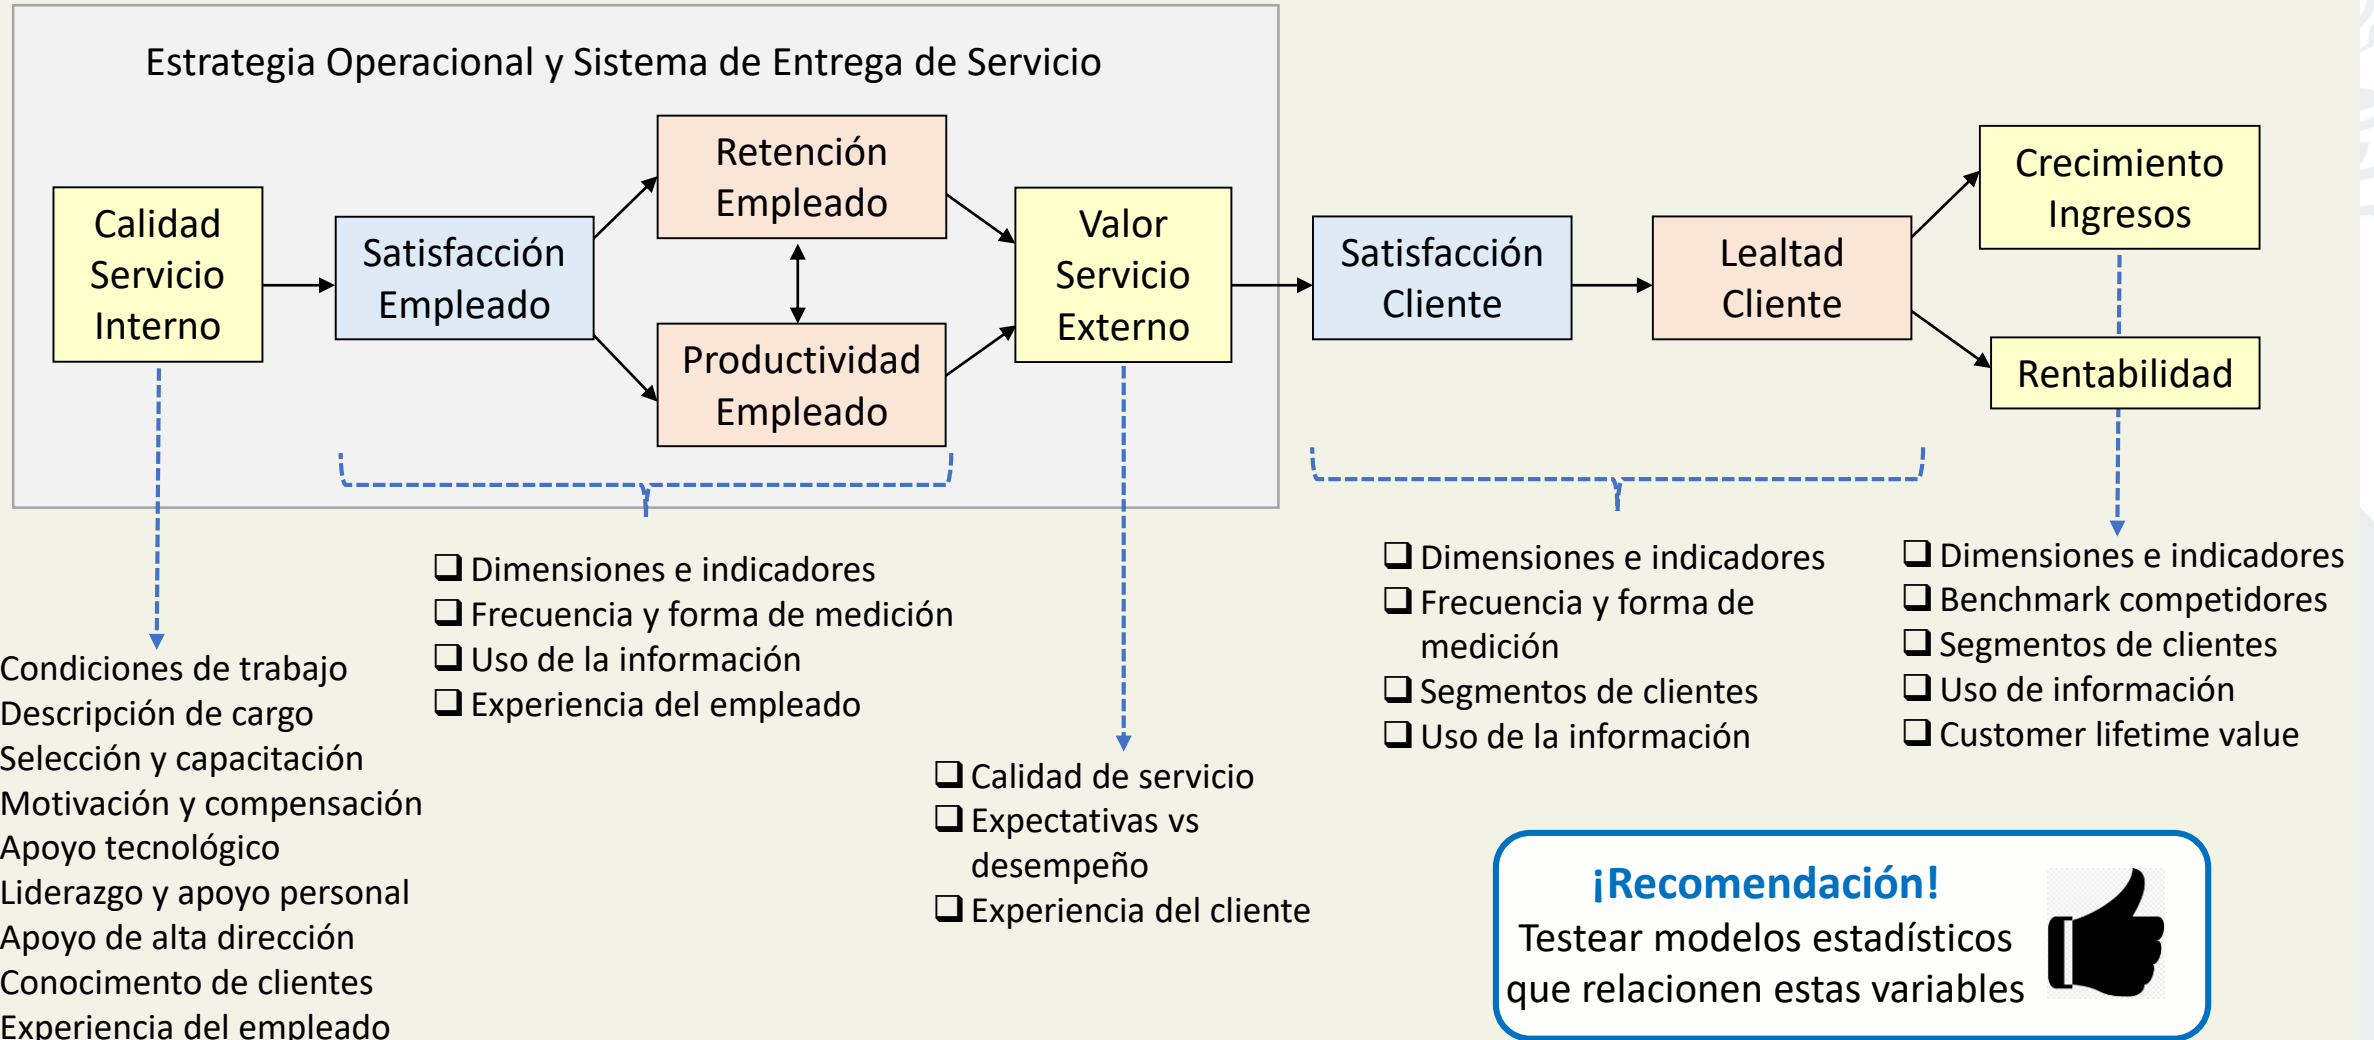 Estrategia Operacional y Sistema de Entrega de Servicio
Calidad
Servicio
Interno
Satisfacción
Empleado
Retención
Empleado
Productividad
Empleado
Valor
Servicio
Externo
Satisfacción
Cliente
Lealtad
Cliente
Crecimiento
Ingresos
Rentabilidad
Condiciones de trabajo
Descripción de cargo
Selección y capacitación
Motivación y compensación
Apoyo tecnológico
Liderazgo y apoyo personal
Apoyo de alta dirección
Conocimento de clientes
Experiencia del empleado
Dimensiones e indicadores
Frecuencia y forma de medición
Uso de la información
Experiencia del empleado
Calidad de servicio
Expectativas vs
desempeño
Experiencia del cliente
Dimensiones e indicadores
Frecuencia y forma de
medición
Segmentos de clientes
Uso de la información
Dimensiones e indicadores
Benchmark competidores
Segmentos de clientes
Uso de información
Customer lifetime value
¡Recomendación!
Testear modelos estadísticos
que relacionen estas variables